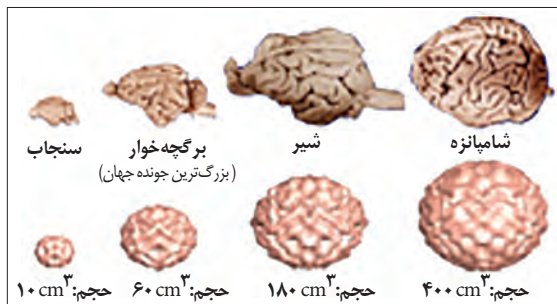 شامپانزه
شیر
برگچه‌خوار
(بزرگ‌ترین جونده جهان)
سنجاب
حجم: ۴۰۰ cm³
حجم: ۱۸۰ cm³
حجم: ۶۰ cm³
حجم: ۱۰ cm³